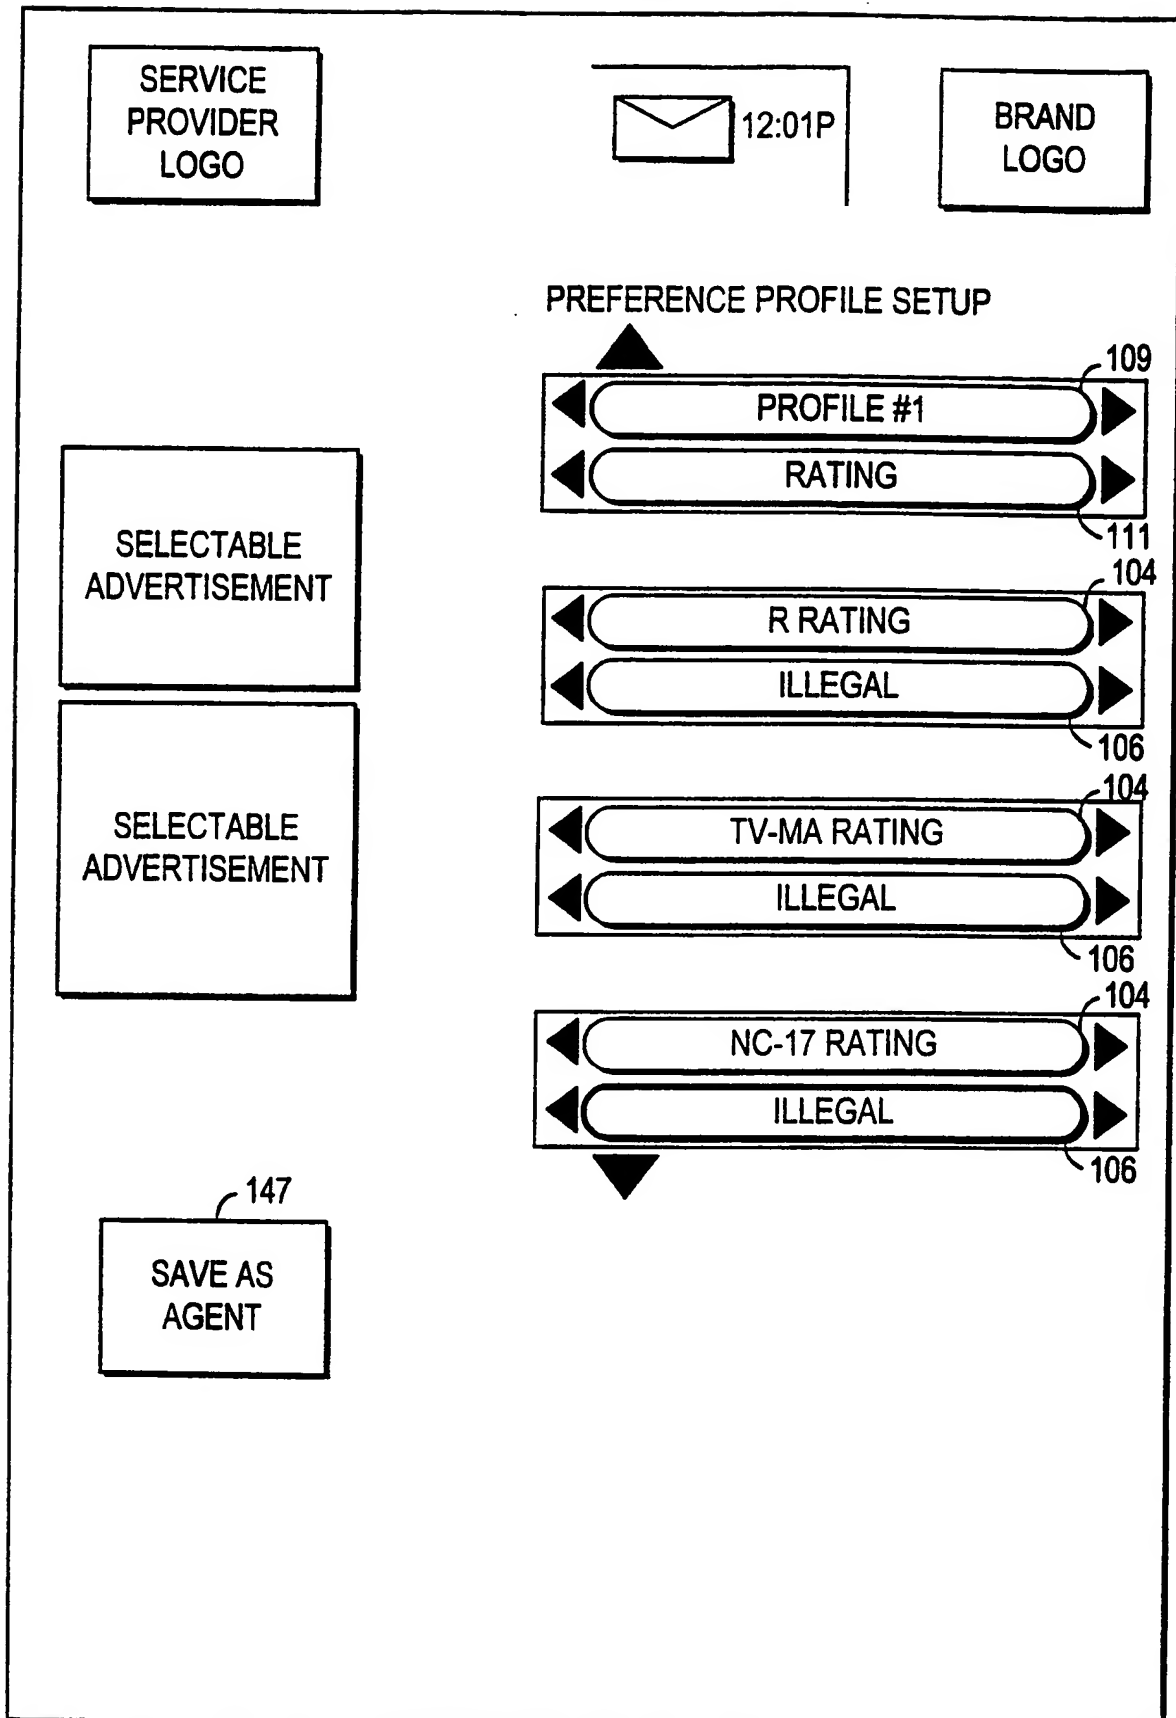 SERVICE
PROVIDER
LOGO
12:01P
BRAND
LOGO
PREFERENCE PROFILE SETUP
109
PROFILE #1
RATING
111
SELECTABLE
ADVERTISEMENT
104
R RATING
ILLEGAL
106
SELECTABLE
ADVERTISEMENT
104
TV-MA RATING
ILLEGAL
106
104
NC-17 RATING
ILLEGAL
106
147
SAVE AS
AGENT